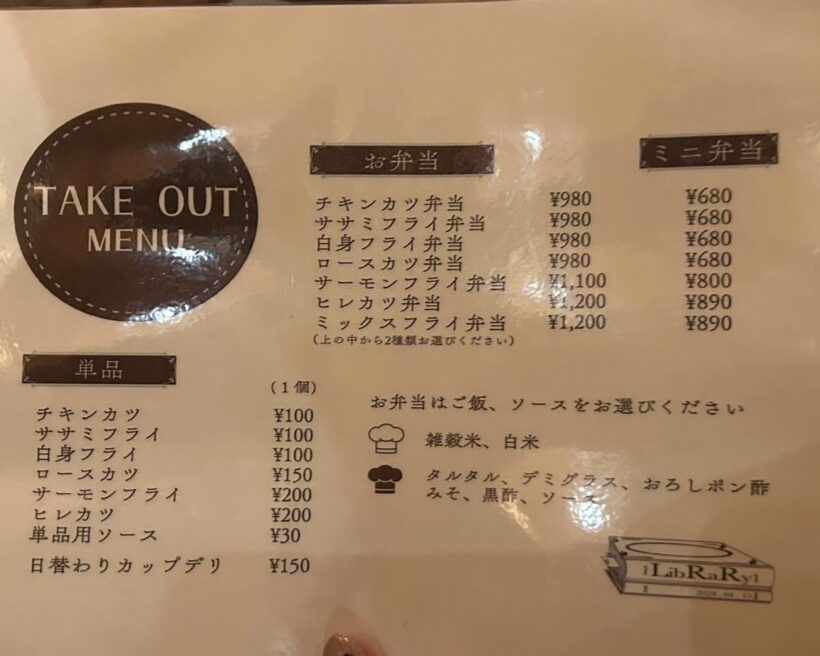 TAKE OUT
MENU
お弁当 ミニ弁当
チキンカツ弁当 ¥980 ¥680
ササミフライ弁当 ¥980 ¥680
白身フライ弁当 ¥980 ¥680
ロースカツ弁当 ¥980 ¥680
サーモンフライ弁当 ¥1,100 ¥800
ヒレカツ弁当 ¥1,200 ¥890
ミックスフライ弁当 ¥1,200 ¥890
(上の中から2種類お選びください)
単品
(1個)
チキンカツ ¥100
ササミフライ ¥100
白身フライ ¥100
ロースカツ ¥150
サーモンフライ ¥200
ヒレカツ ¥200
単品用ソース ¥30
日替わりカップデリ ¥150
お弁当はご飯、ソースをお選びください
雑穀米、白米
タルタル、デミグラス、おろしポン酢
みそ、黒酢、ソース
LibRaRy